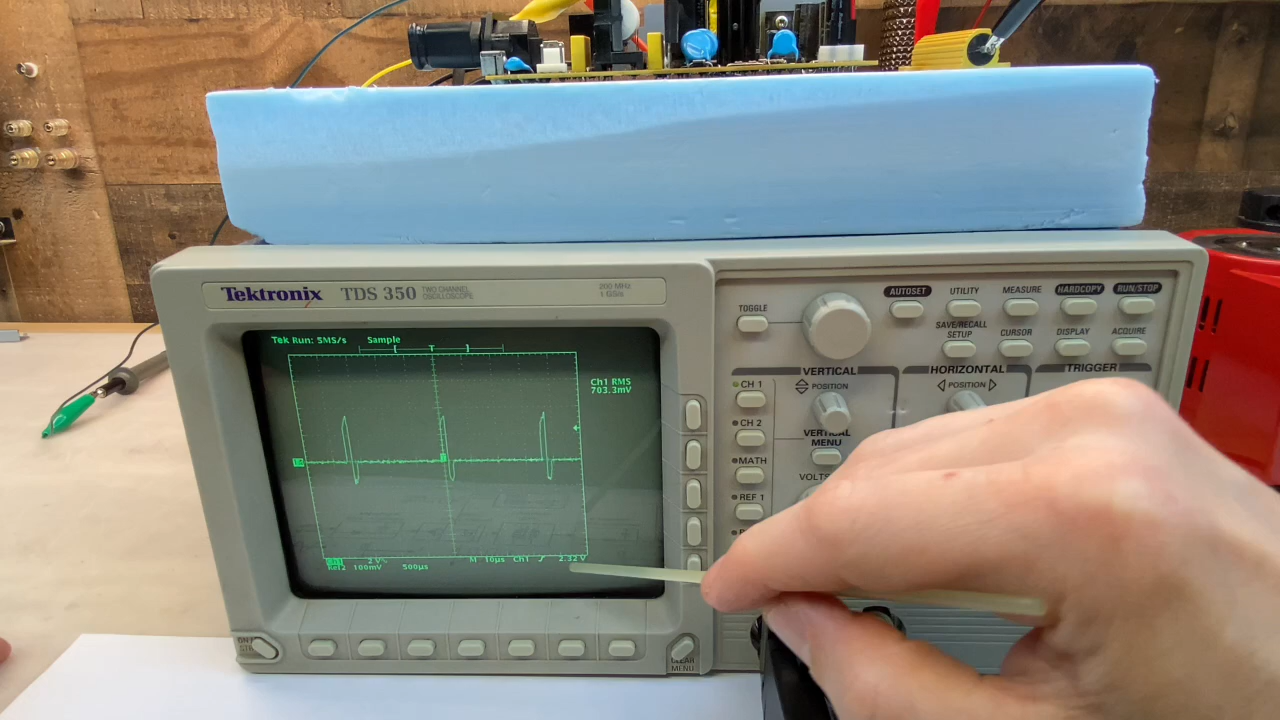 Tektronix TDS 350 TWO CHANNEL OSCILLOSCOPE
200 MHz
1 GS/s
Tek Run: 5MS/s Sample
T
Ch1 RMS
703.3mV
2 V
M 10µs Ch1 2.32 V
Ref2 100mV 500µs
CLEAR
MENU
TOGGLE
AUTOSET
UTILITY
MEASURE
HARDCOPY
RUN/STOP
SAVE/RECALL
SETUP
CURSOR
DISPLAY
ACQUIRE
VERTICAL
HORIZONTAL
TRIGGER
POSITION
POSITION
CH 1
CH 2
MATH
REF 1
VERTICAL
MENU